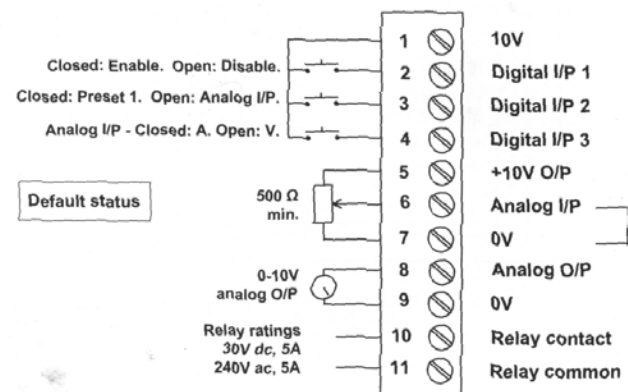 1 10V
Closed: Enable. Open: Disable. 2 Digital I/P 1
Closed: Preset 1. Open: Analog I/P. 3 Digital I/P 2
Analog I/P - Closed: A. Open: V. 4 Digital I/P 3
5 +10V O/P
Default status
500 Ω
min.
6 Analog I/P
7 0V
0-10V
analog O/P
8 Analog O/P
9 0V
Relay ratings
30V dc, 5A
240V ac, 5A
10 Relay contact
11 Relay common